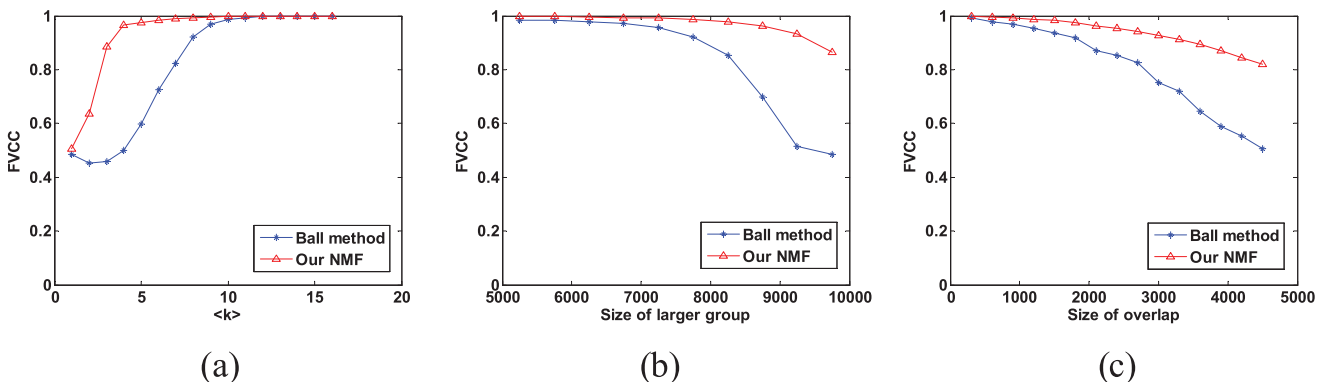 1
0.8
0.6
0.4
0.2
0
FVCC
0 5 10 15 20
<k>
Ball method
Our NMF
(a)
1
0.8
0.6
0.4
0.2
0
FVCC
5000 6000 7000 8000 9000 10000
Size of larger group
Ball method
Our NMF
(b)
1
0.8
0.6
0.4
0.2
0
FVCC
0 1000 2000 3000 4000 5000
Size of overlap
Ball method
Our NMF
(c)